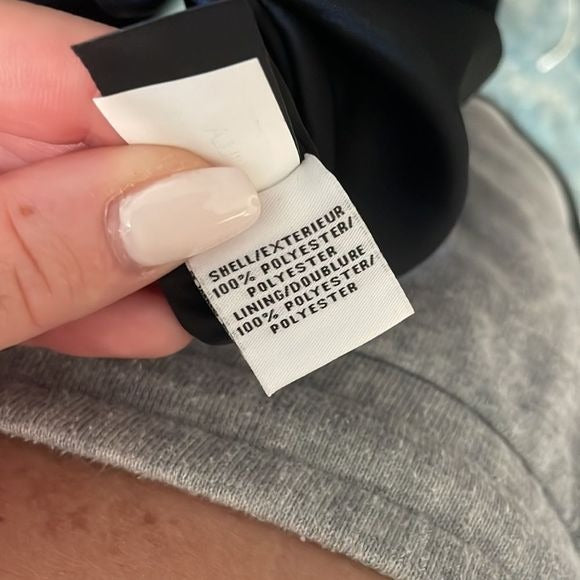 SHELL/EXTERIEUR
100% POLYESTER/
POLYESTER
LINING/DOUBLURE
100% POLYESTER/
POLYESTER